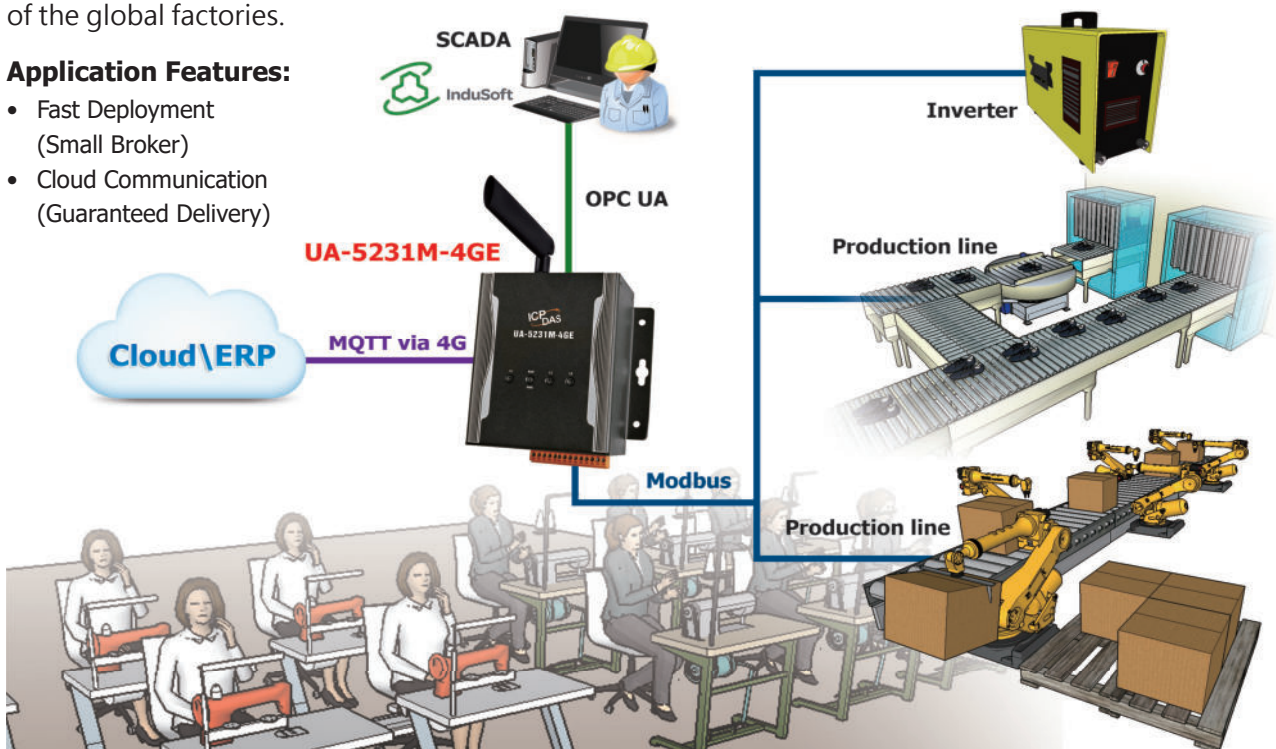 of the global factories.
Application Features:
• Fast Deployment
(Small Broker)
• Cloud Communication
(Guaranteed Delivery)
SCADA
InduSoft
OPC UA
UA-5231M-4GE
Cloud\ERP
MQTT via 4G
ICP DAS
UA-5231M-4GE
Modbus
Inverter
Production line
Production line